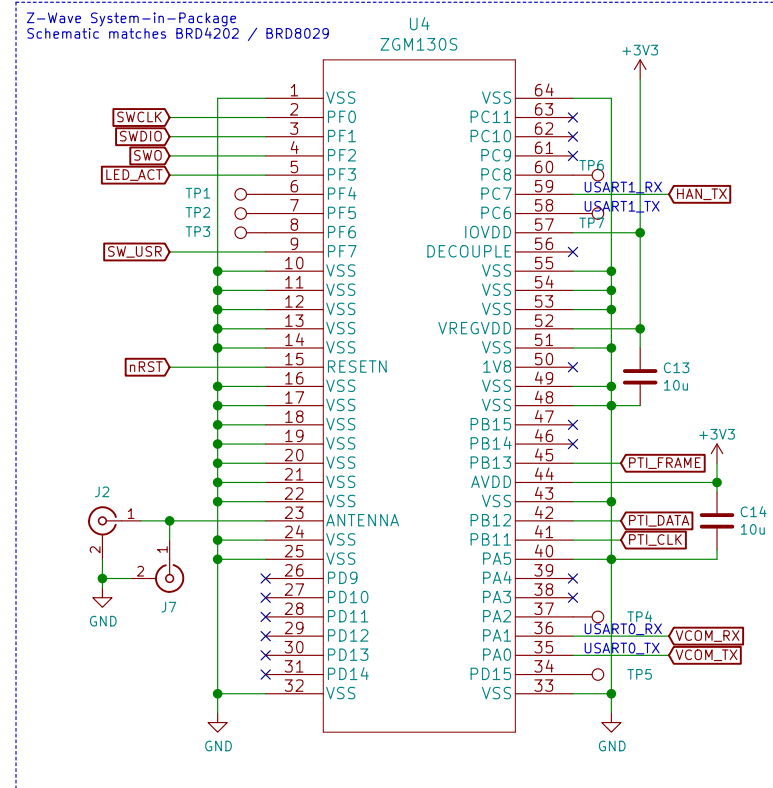 Z-Wave System-in-Package
Schematic matches BRD4202 / BRD8029
U4
ZGM130S
+3V3
1 VSS
SWCLK 2 PF0
SWDIO 3 PF1
SWO 4 PF2
LED_ACT 5 PF3
TP1 6 PF4
TP2 7 PF5
TP3 8 PF6
SW_USR 9 PF7
10 VSS
11 VSS
12 VSS
13 VSS
14 VSS
nRST 15 RESETN
16 VSS
17 VSS
18 VSS
19 VSS
20 VSS
21 VSS
22 VSS
J2 1 23 ANTENNA
2
24 VSS
1
25 VSS
2
J7
GND
26 PD9
27 PD10
28 PD11
29 PD12
30 PD13
31 PD14
32 VSS
GND
VSS 64
PC11 63
PC10 62
PC9 61
PC8 60 TP6
PC7 59 USART1_RX HAN_TX
PC6 58 USART1_TX
TP7
IOVDD 57
DECOUPLE 56
VSS 55
VSS 54
VSS 53
VREGVDD 52
VSS 51
1V8 50
C13
10u
VSS 49
VSS 48
PB15 47
PB14 46
+3V3
PB13 45 PTI_FRAME
AVDD 44
VSS 43
C14
10u
PB12 42 PTI_DATA
PB11 41 PTI_CLK
PA5 40
PA4 39
PA3 38
PA2 37 TP4
PA1 36 USART0_RX VCOM_RX
PA0 35 USART0_TX VCOM_TX
PD15 34 TP5
VSS 33
GND